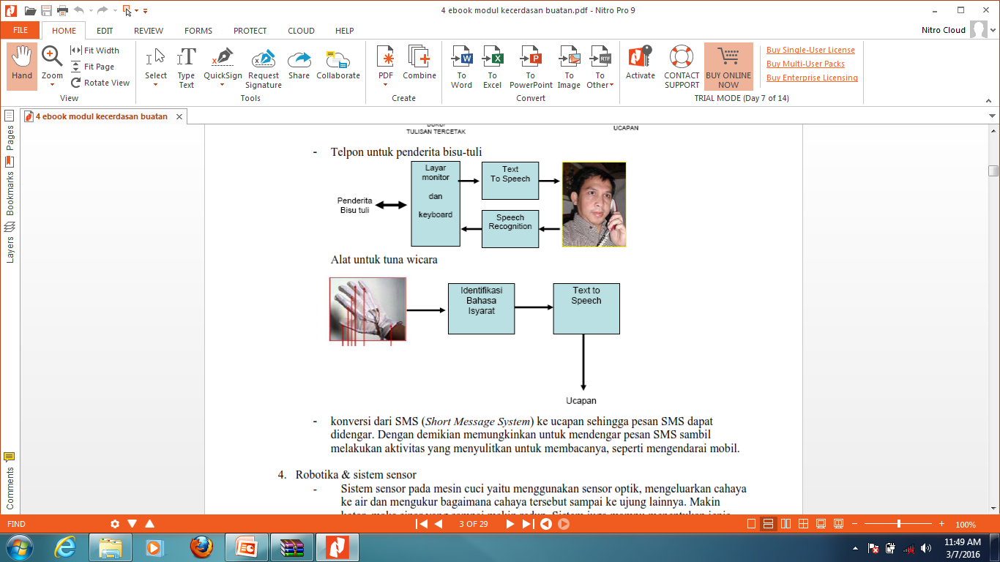 4 ebook modul kecerdasan buatan.pdf - Nitro Pro 9
FILE
HOME
EDIT
REVIEW
FORMS
PROTECT
CLOUD
HELP
Nitro Cloud
Hand
Zoom
Fit Width
Fit Page
Rotate View
View
Select
Type
Text
QuickSign
Request
Signature
Share
Collaborate
Tools
PDF
Combine
Create
To
Word
To
Excel
To
PowerPoint
To
Image
To
Other
Convert
Activate
CONTACT
SUPPORT
BUY ONLINE
NOW
Buy Single-User License
Buy Multi-User Packs
Buy Enterprise Licensing
TRIAL MODE (Day 7 of 14)
4 ebook modul kecerdasan buatan
Pages
Bookmarks
Layers
Comments
TULISAN TERCETAK
UCAPAN
- Telpon untuk penderita bisu-tuli
Penderita
Bisu tuli
Layar
monitor
dan
keyboard
Text
To Speech
Speech
Recognition
Alat untuk tuna wicara
Identifikasi
Bahasa
Isyarat
Text to
Speech
Ucapan
- konversi dari SMS (Short Message System) ke ucapan sehingga pesan SMS dapat
didengar. Dengan demikian memungkinkan untuk mendengar pesan SMS sambil
melakukan aktivitas yang menyulitkan untuk membacanya, seperti mengendarai mobil.
4. Robotika & sistem sensor
- Sistem sensor pada mesin cuci yaitu menggunakan sensor optik, mengeluarkan cahaya
ke air dan mengukur bagaimana cahaya tersebut sampai ke ujung lainnya. Makin
FIND
3 OF 29
100%
11:49 AM
3/7/2016